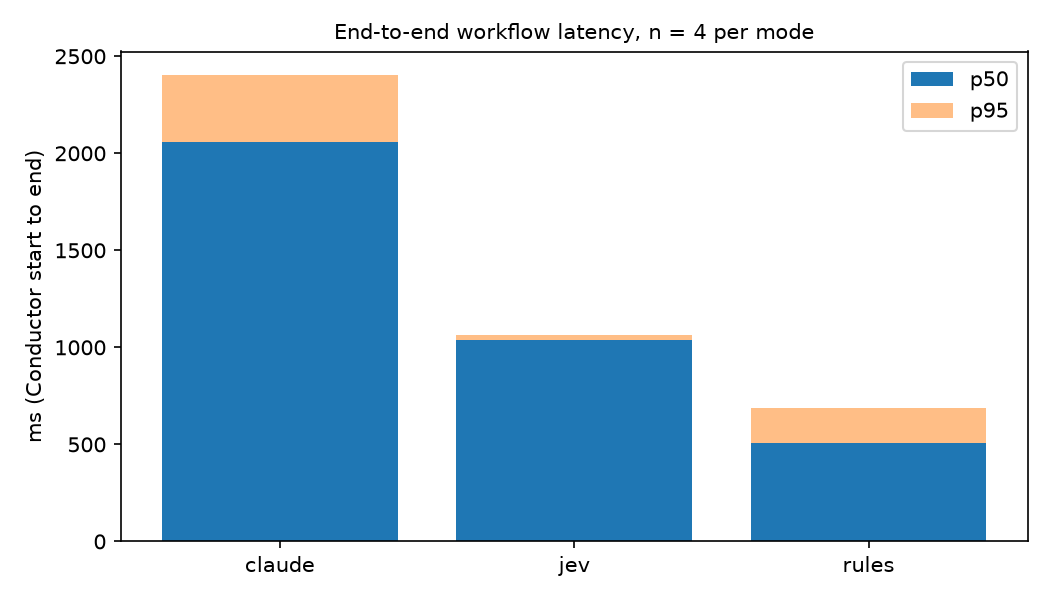 End-to-end workflow latency, n = 4 per mode
ms (Conductor start to end)
2500
2000
1500
1000
500
0
p50
p95
claude
jev
rules